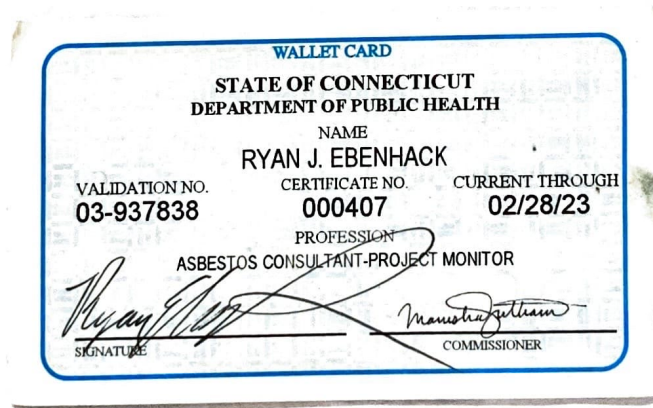 WALLET CARD
STATE OF CONNECTICUT
DEPARTMENT OF PUBLIC HEALTH
NAME
RYAN J. EBENHACK
VALIDATION NO. CERTIFICATE NO. CURRENT THROUGH
03-937838 000407 02/28/23
PROFESSION
ASBESTOS CONSULTANT-PROJECT MONITOR
SIGNATURE COMMISSIONER